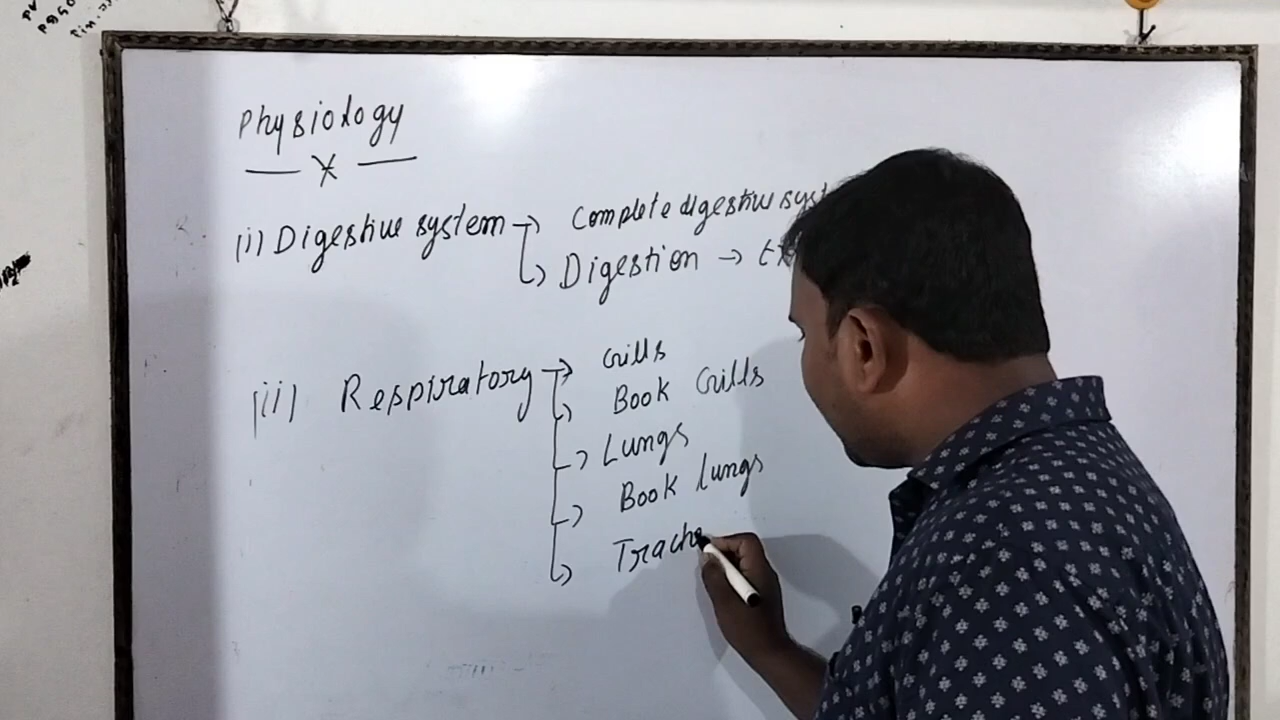 Physiology
(i) Digestive system → Complete digestive syst
Digestion →
(ii) Respiratory → Gills
Book Gills
Lungs
Book lungs
Trache